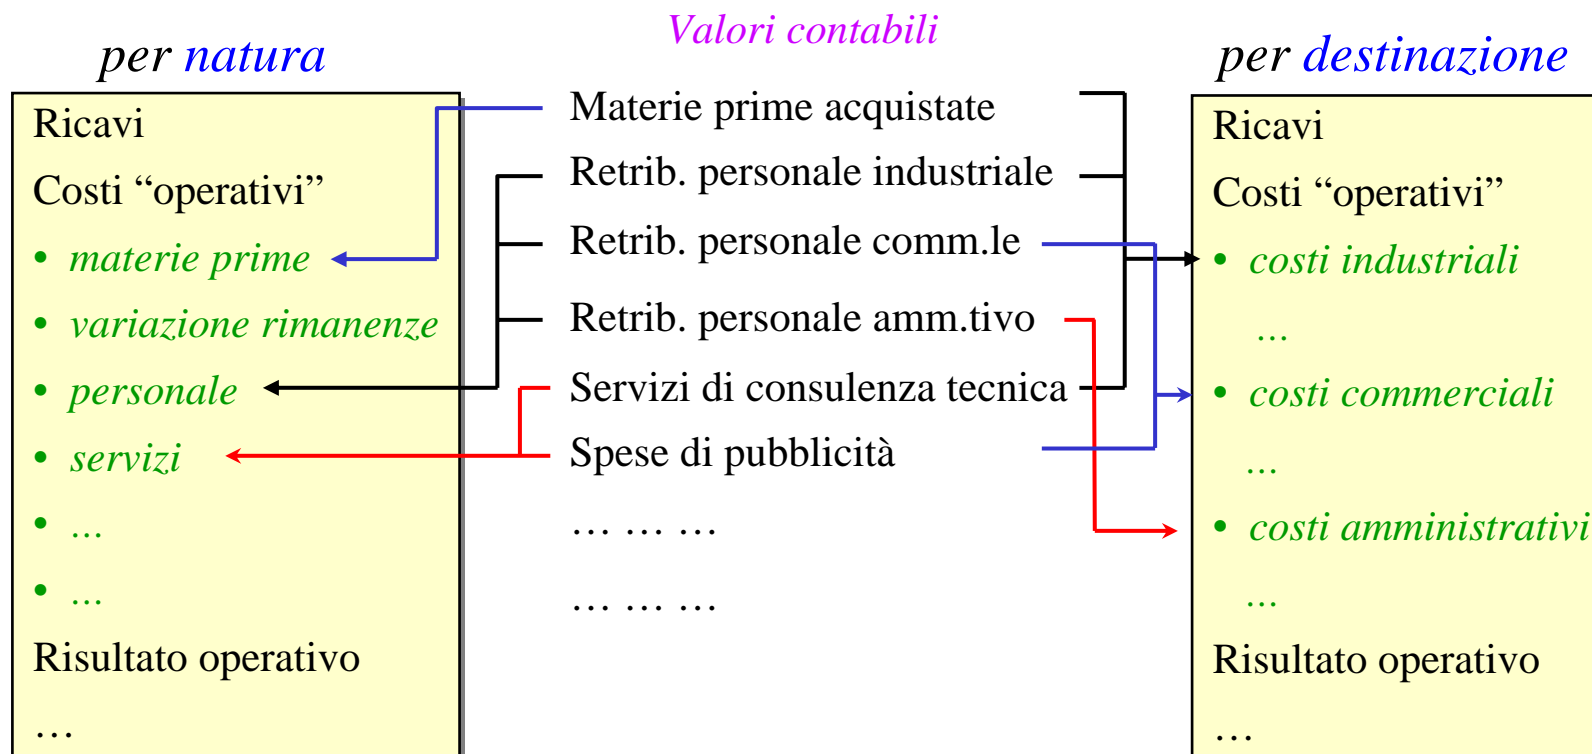 Valori contabili
per natura
Ricavi
Costi “operativi”
• materie prime
• variazione rimanenze
• personale
• servizi
• ...
• ...
Risultato operativo
…
Materie prime acquistate
Retrib. personale industriale
Retrib. personale comm.le
Retrib. personale amm.tivo
Servizi di consulenza tecnica
Spese di pubblicità
… … …
… … …
per destinazione
Ricavi
Costi “operativi”
• costi industriali
...
• costi commerciali
...
• costi amministrativi
...
Risultato operativo
…